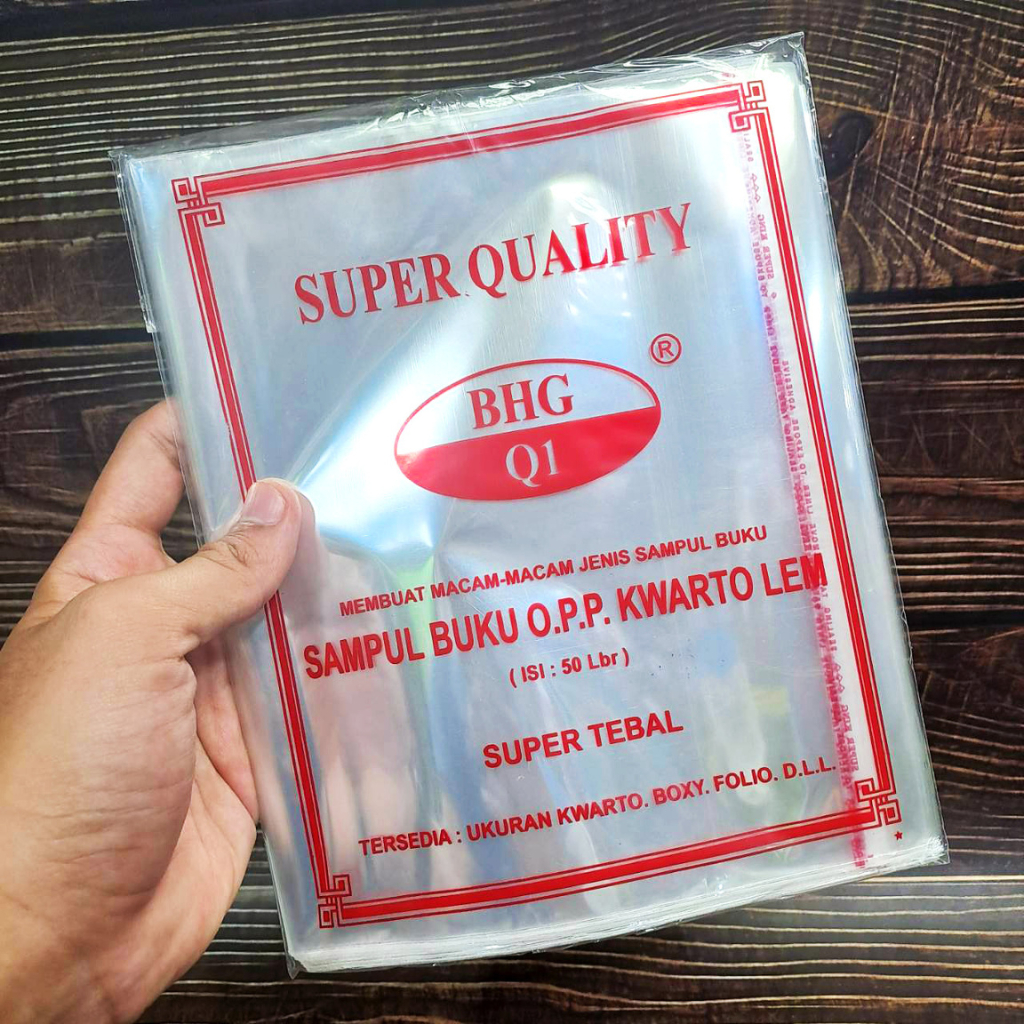 SUPER QUALITY
®
BHG
Q1
MEMBUAT MACAM-MACAM JENIS SAMPUL BUKU
SAMPUL BUKU O.P.P. KWARTO LEM
( ISI : 50 Lbr )
SUPER TEBAL
TERSEDIA : UKURAN KWARTO. BOXY. FOLIO. D.L.L.